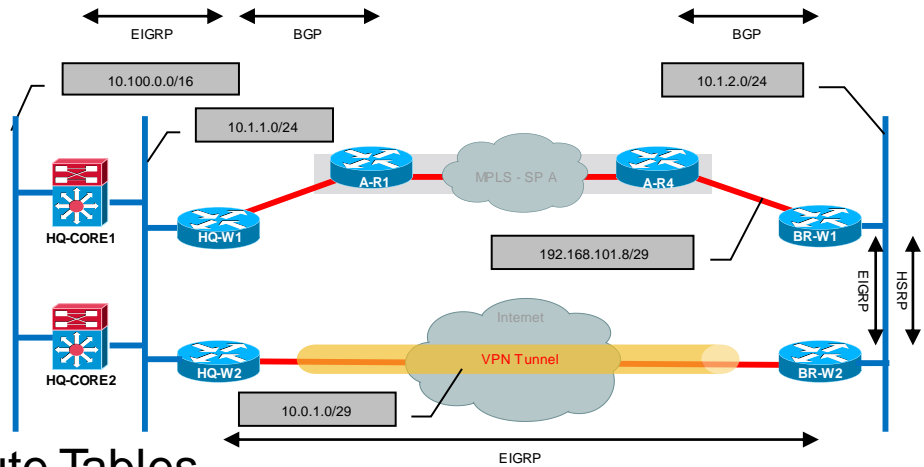 EIGRP
BGP
BGP
10.100.0.0/16
10.1.2.0/24
10.1.1.0/24
A-R1
MPLS - SP A
A-R4
HQ-CORE1
HQ-W1
BR-W1
192.168.101.8/29
EIGRP
HSRP
Internet
VPN Tunnel
HQ-CORE2
HQ-W2
BR-W2
10.0.1.0/29
EIGRP
Tables